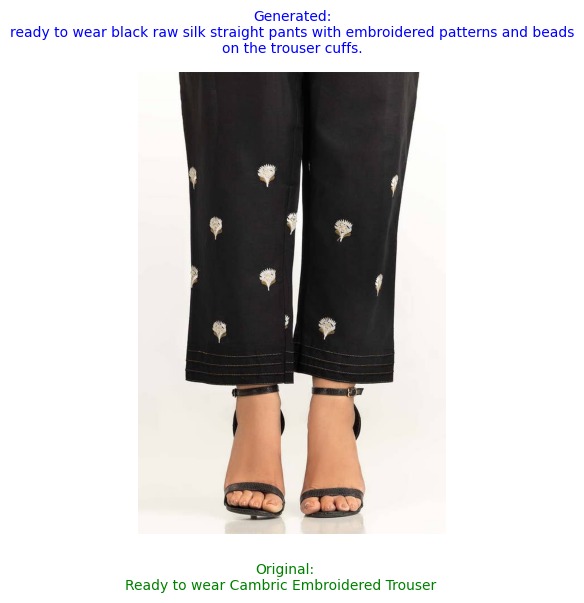 Generated:
ready to wear black raw silk straight pants with embroidered patterns and beads
on the trouser cuffs.
Original:
Ready to wear Cambric Embroidered Trouser